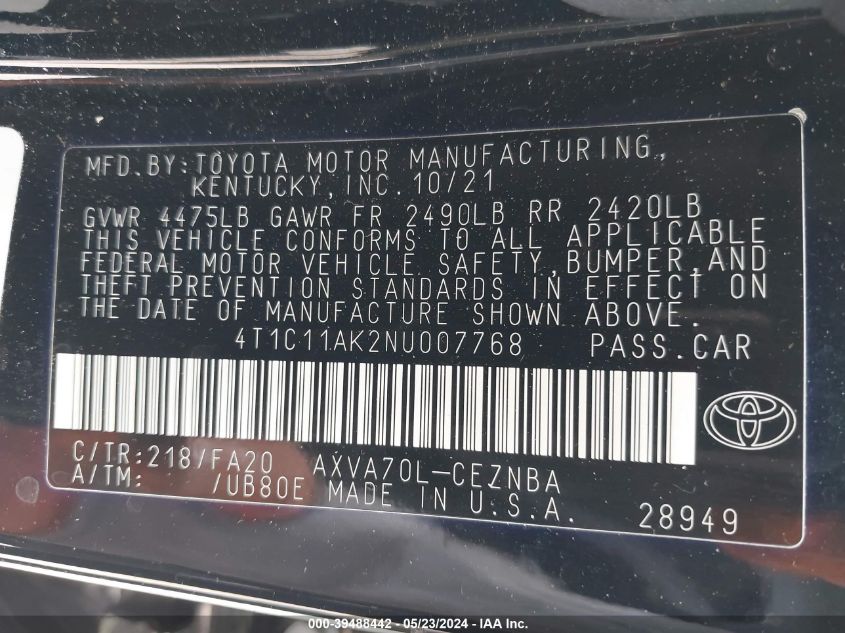 MFD.BY:TOYOTA MOTOR MANUFACTURING,
KENTUCKY,INC.10/21
GVWR 4475LB GAWR FR 2490LB RR 2420LB
THIS VEHICLE CONFORMS TO ALL APPLICABLE
FEDERAL MOTOR VEHICLE SAFETY,BUMPER,AND
THEFT PREVENTION STANDARDS IN EFFECT ON
THE DATE OF MANUFACTURE SHOWN ABOVE.
4T1C11AK2NU007768 PASS.CAR
C/TR:218/FA20 AXVA70L-CEZNBA
A/TM: /UB80E MADE IN U.S.A.
28949
000-39488442 — 05/23/2024 — IAA Inc.